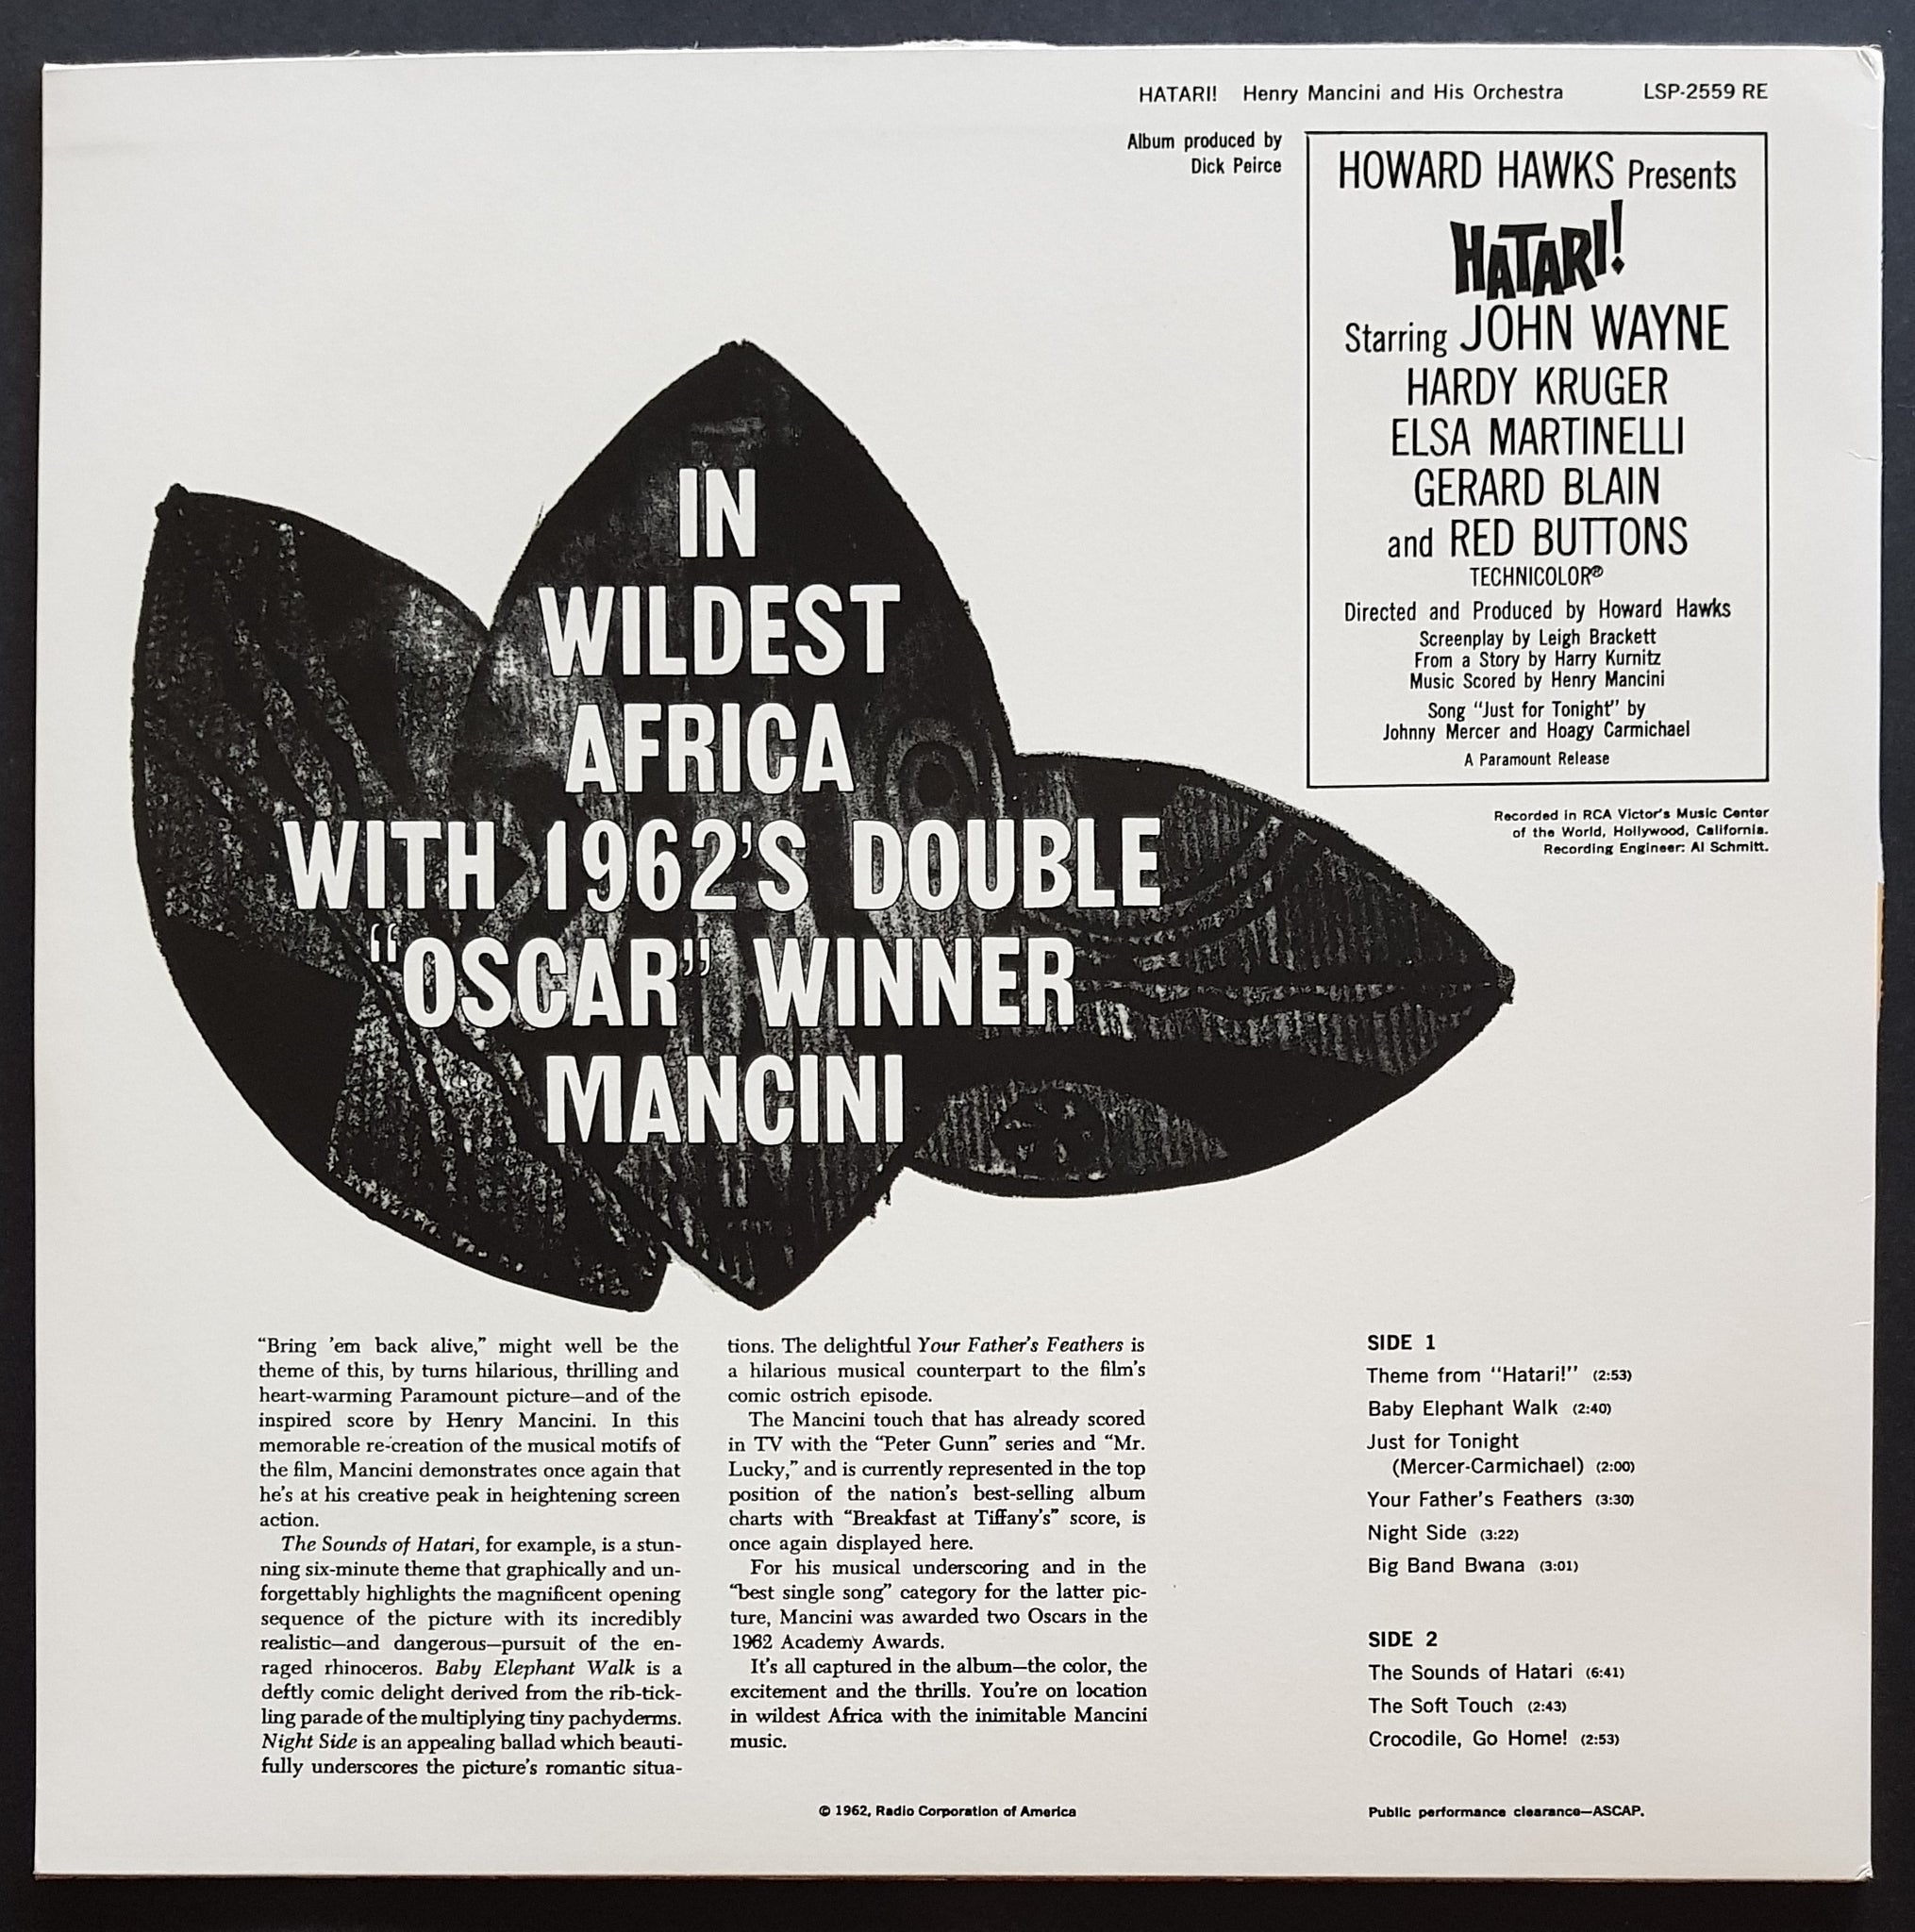 HATARI! Henry Mancini and His Orchestra LSP-2559 RE
Album produced by
Dick Peirce
HOWARD HAWKS Presents
HATARI!
Starring JOHN WAYNE
HARDY KRUGER
ELSA MARTINELLI
GERARD BLAIN
and RED BUTTONS
TECHNICOLOR®
Directed and Produced by Howard Hawks
Screenplay by Leigh Brackett
From a Story by Harry Kurnitz
Music Scored by Henry Mancini
Song “Just for Tonight” by
Johnny Mercer and Hoagy Carmichael
A Paramount Release
Recorded in RCA Victor's Music Center
of the World, Hollywood, California.
Recording Engineer: Al Schmitt.
IN
WILDEST
AFRICA
WITH 1962'S DOUBLE
“OSCAR” WINNER
MANCINI
“Bring ’em back alive,” might well be the
theme of this, by turns hilarious, thrilling and
heart-warming Paramount picture—and of the
inspired score by Henry Mancini. In this
memorable re-creation of the musical motifs of
the film, Mancini demonstrates once again that
he’s at his creative peak in heightening screen
action.
The Sounds of Hatari, for example, is a stun-
ning six-minute theme that graphically and un-
forgettably highlights the magnificent opening
sequence of the picture with its incredibly
realistic—and dangerous—pursuit of the en-
raged rhinoceros. Baby Elephant Walk is a
deftly comic delight derived from the rib-tick-
ling parade of the multiplying tiny pachyderms.
Night Side is an appealing ballad which beauti-
fully underscores the picture’s romantic situa-
tions. The delightful Your Father’s Feathers is
a hilarious musical counterpart to the film’s
comic ostrich episode.
The Mancini touch that has already scored
in TV with the “Peter Gunn” series and “Mr.
Lucky,” and is currently represented in the top
position of the nation’s best-selling album
charts with “Breakfast at Tiffany’s” score, is
once again displayed here.
For his musical underscoring and in the
“best single song” category for the latter pic-
ture, Mancini was awarded two Oscars in the
1962 Academy Awards.
It’s all captured in the album—the color, the
excitement and the thrills. You’re on location
in wildest Africa with the inimitable Mancini
music.
SIDE 1
Theme from “Hatari!” (2:53)
Baby Elephant Walk (2:40)
Just for Tonight
(Mercer-Carmichael) (2:00)
Your Father’s Feathers (3:30)
Night Side (3:22)
Big Band Bwana (3:01)
SIDE 2
The Sounds of Hatari (6:41)
The Soft Touch (2:43)
Crocodile, Go Home! (2:53)
© 1962, Radio Corporation of America
Public performance clearance—ASCAP.